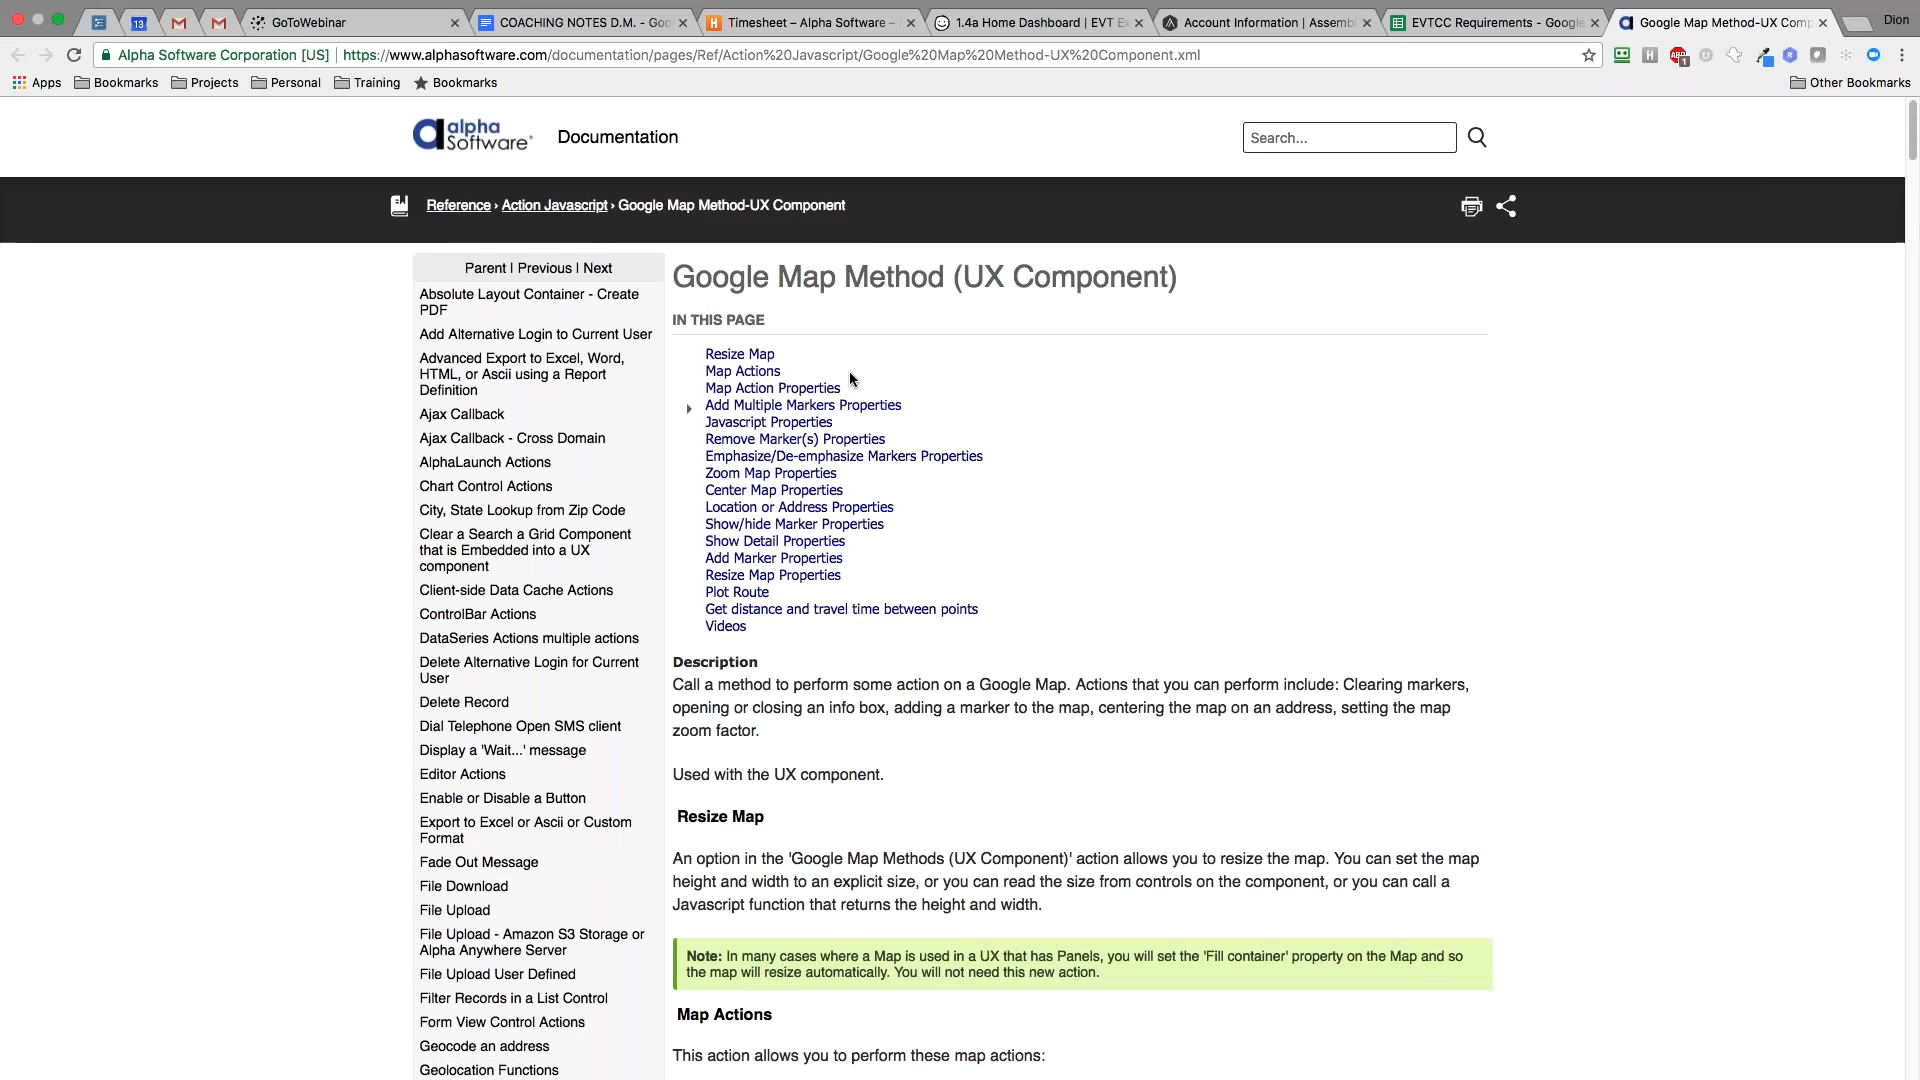 13
GoToWebinar
COACHING NOTES D.M. - Goo
Timesheet – Alpha Software –
1.4a Home Dashboard | EVT E
Account Information | Assembl
EVTCC Requirements - Google
Google Map Method-UX Comp
Dion
Alpha Software Corporation [US] | https://www.alphasoftware.com/documentation/pages/Ref/Action%20Javascript/Google%20Map%20Method-UX%20Component.xml
Apps
Bookmarks
Projects
Personal
Training
Bookmarks
Other Bookmarks
alpha Software
Documentation
Search...
Reference › Action Javascript › Google Map Method-UX Component
Parent | Previous | Next
Absolute Layout Container - Create
PDF
Add Alternative Login to Current User
Advanced Export to Excel, Word,
HTML, or Ascii using a Report
Definition
Ajax Callback
Ajax Callback - Cross Domain
AlphaLaunch Actions
Chart Control Actions
City, State Lookup from Zip Code
Clear a Search a Grid Component
that is Embedded into a UX
component
Client-side Data Cache Actions
ControlBar Actions
DataSeries Actions multiple actions
Delete Alternative Login for Current
User
Delete Record
Dial Telephone Open SMS client
Display a 'Wait...' message
Editor Actions
Enable or Disable a Button
Export to Excel or Ascii or Custom
Format
Fade Out Message
File Download
File Upload
File Upload - Amazon S3 Storage or
Alpha Anywhere Server
File Upload User Defined
Filter Records in a List Control
Form View Control Actions
Geocode an address
Geolocation Functions
Google Map Method (UX Component)
IN THIS PAGE
Resize Map
Map Actions
Map Action Properties
Add Multiple Markers Properties
Javascript Properties
Remove Marker(s) Properties
Emphasize/De-emphasize Markers Properties
Zoom Map Properties
Center Map Properties
Location or Address Properties
Show/hide Marker Properties
Show Detail Properties
Add Marker Properties
Resize Map Properties
Plot Route
Get distance and travel time between points
Videos
Description
Call a method to perform some action on a Google Map. Actions that you can perform include: Clearing markers,
opening or closing an info box, adding a marker to the map, centering the map on an address, setting the map
zoom factor.
Used with the UX component.
Resize Map
An option in the 'Google Map Methods (UX Component)' action allows you to resize the map. You can set the map
height and width to an explicit size, or you can read the size from controls on the component, or you can call a
Javascript function that returns the height and width.
Note: In many cases where a Map is used in a UX that has Panels, you will set the 'Fill container' property on the Map and so
the map will resize automatically. You will not need this new action.
Map Actions
This action allows you to perform these map actions: